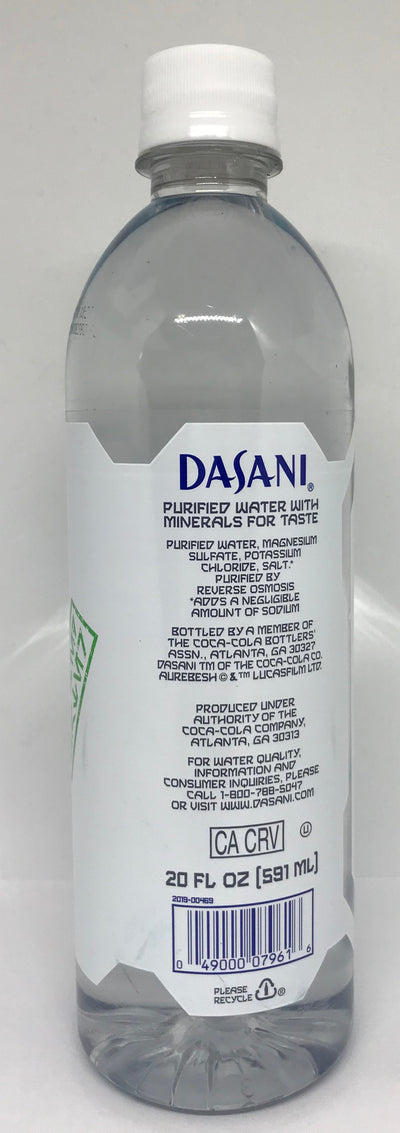 DASANI®
PURIFIED WATER WITH
MINERALS FOR TASTE
PURIFIED WATER, MAGNESIUM
SULFATE, POTASSIUM
CHLORIDE, SALT.*
PURIFIED BY
REVERSE OSMOSIS
*ADDS A NEGLIGIBLE
AMOUNT OF SODIUM
BOTTLED BY A MEMBER OF
THE COCA-COLA BOTTLERS'
ASSN., ATLANTA, GA 30327
DASANI TM OF THE COCA-COLA CO.
AUREBESH © & ™ LUCASFILM LTD.
PRODUCED UNDER
AUTHORITY OF THE
COCA-COLA COMPANY,
ATLANTA, GA 30313
FOR WATER QUALITY,
INFORMATION AND
CONSUMER INQUIRIES, PLEASE
CALL 1-800-788-5047
OR VISIT WWW.DASANI.COM
CA CRV Ⓤ
20 FL OZ (591 ML)
2019-00469
0 49000 07961 6
PLEASE
RECYCLE ®